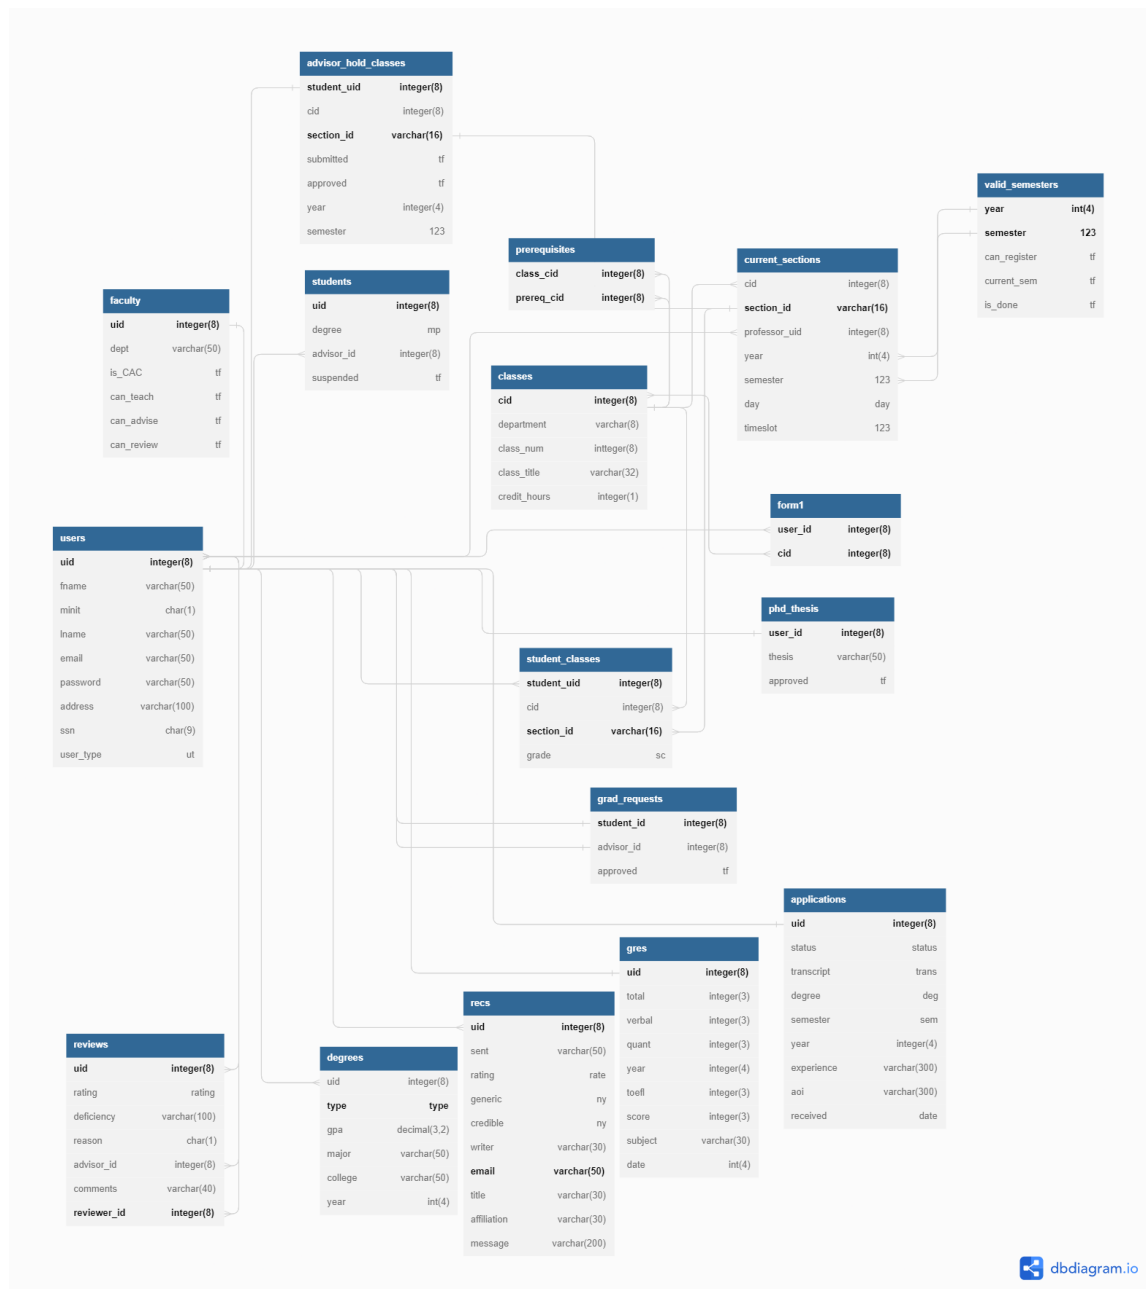 advisor_hold_classes
student_uid integer(8)
cid integer(8)
section_id varchar(16)
submitted tf
approved tf
year integer(4)
semester 123
valid_semesters
year int(4)
semester 123
can_register tf
current_sem tf
is_done tf
prerequisites
class_cid integer(8)
prereq_cid integer(8)
current_sections
cid integer(8)
section_id varchar(16)
professor_uid integer(8)
year int(4)
semester 123
day day
timeslot 123
students
uid integer(8)
degree mp
advisor_id integer(8)
suspended tf
faculty
uid integer(8)
dept varchar(50)
is_CAC tf
can_teach tf
can_advise tf
can_review tf
classes
cid integer(8)
department varchar(8)
class_num intteger(8)
class_title varchar(32)
credit_hours integer(1)
form1
user_id integer(8)
cid integer(8)
users
uid integer(8)
fname varchar(50)
minit char(1)
lname varchar(50)
email varchar(50)
password varchar(50)
address varchar(100)
ssn char(9)
user_type ut
phd_thesis
user_id integer(8)
thesis varchar(50)
approved tf
student_classes
student_uid integer(8)
cid integer(8)
section_id varchar(16)
grade sc
grad_requests
student_id integer(8)
advisor_id integer(8)
approved tf
applications
uid integer(8)
status status
transcript trans
degree deg
semester sem
year integer(4)
experience varchar(300)
aoi varchar(300)
received date
gres
uid integer(8)
total integer(3)
verbal integer(3)
quant integer(3)
year integer(4)
toefl integer(3)
score integer(3)
subject varchar(30)
date int(4)
recs
uid integer(8)
sent varchar(50)
rating rate
generic ny
credible ny
writer varchar(30)
email varchar(50)
title varchar(30)
affiliation varchar(30)
message varchar(200)
reviews
uid integer(8)
rating rating
deficiency varchar(100)
reason char(1)
advisor_id integer(8)
comments varchar(40)
reviewer_id integer(8)
degrees
uid integer(8)
type type
gpa decimal(3,2)
major varchar(50)
college varchar(50)
year int(4)
dbdiagram.io